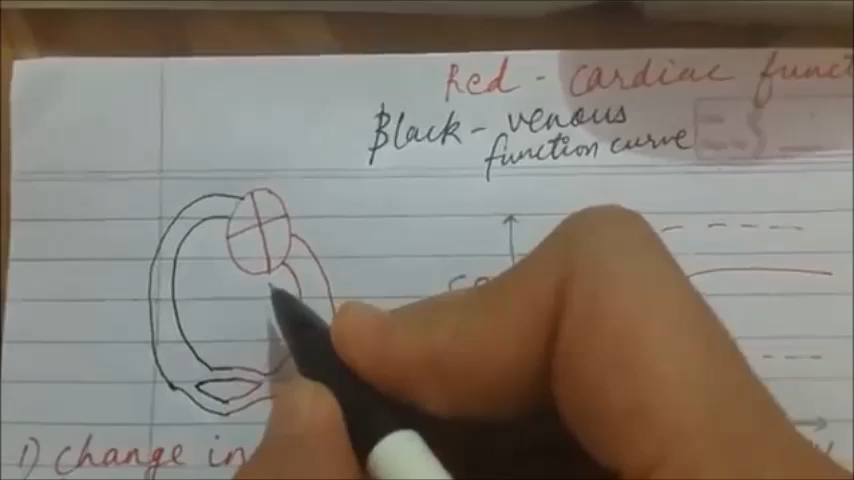 Red - cardiac funct
Black - venous
function curve
1) change in